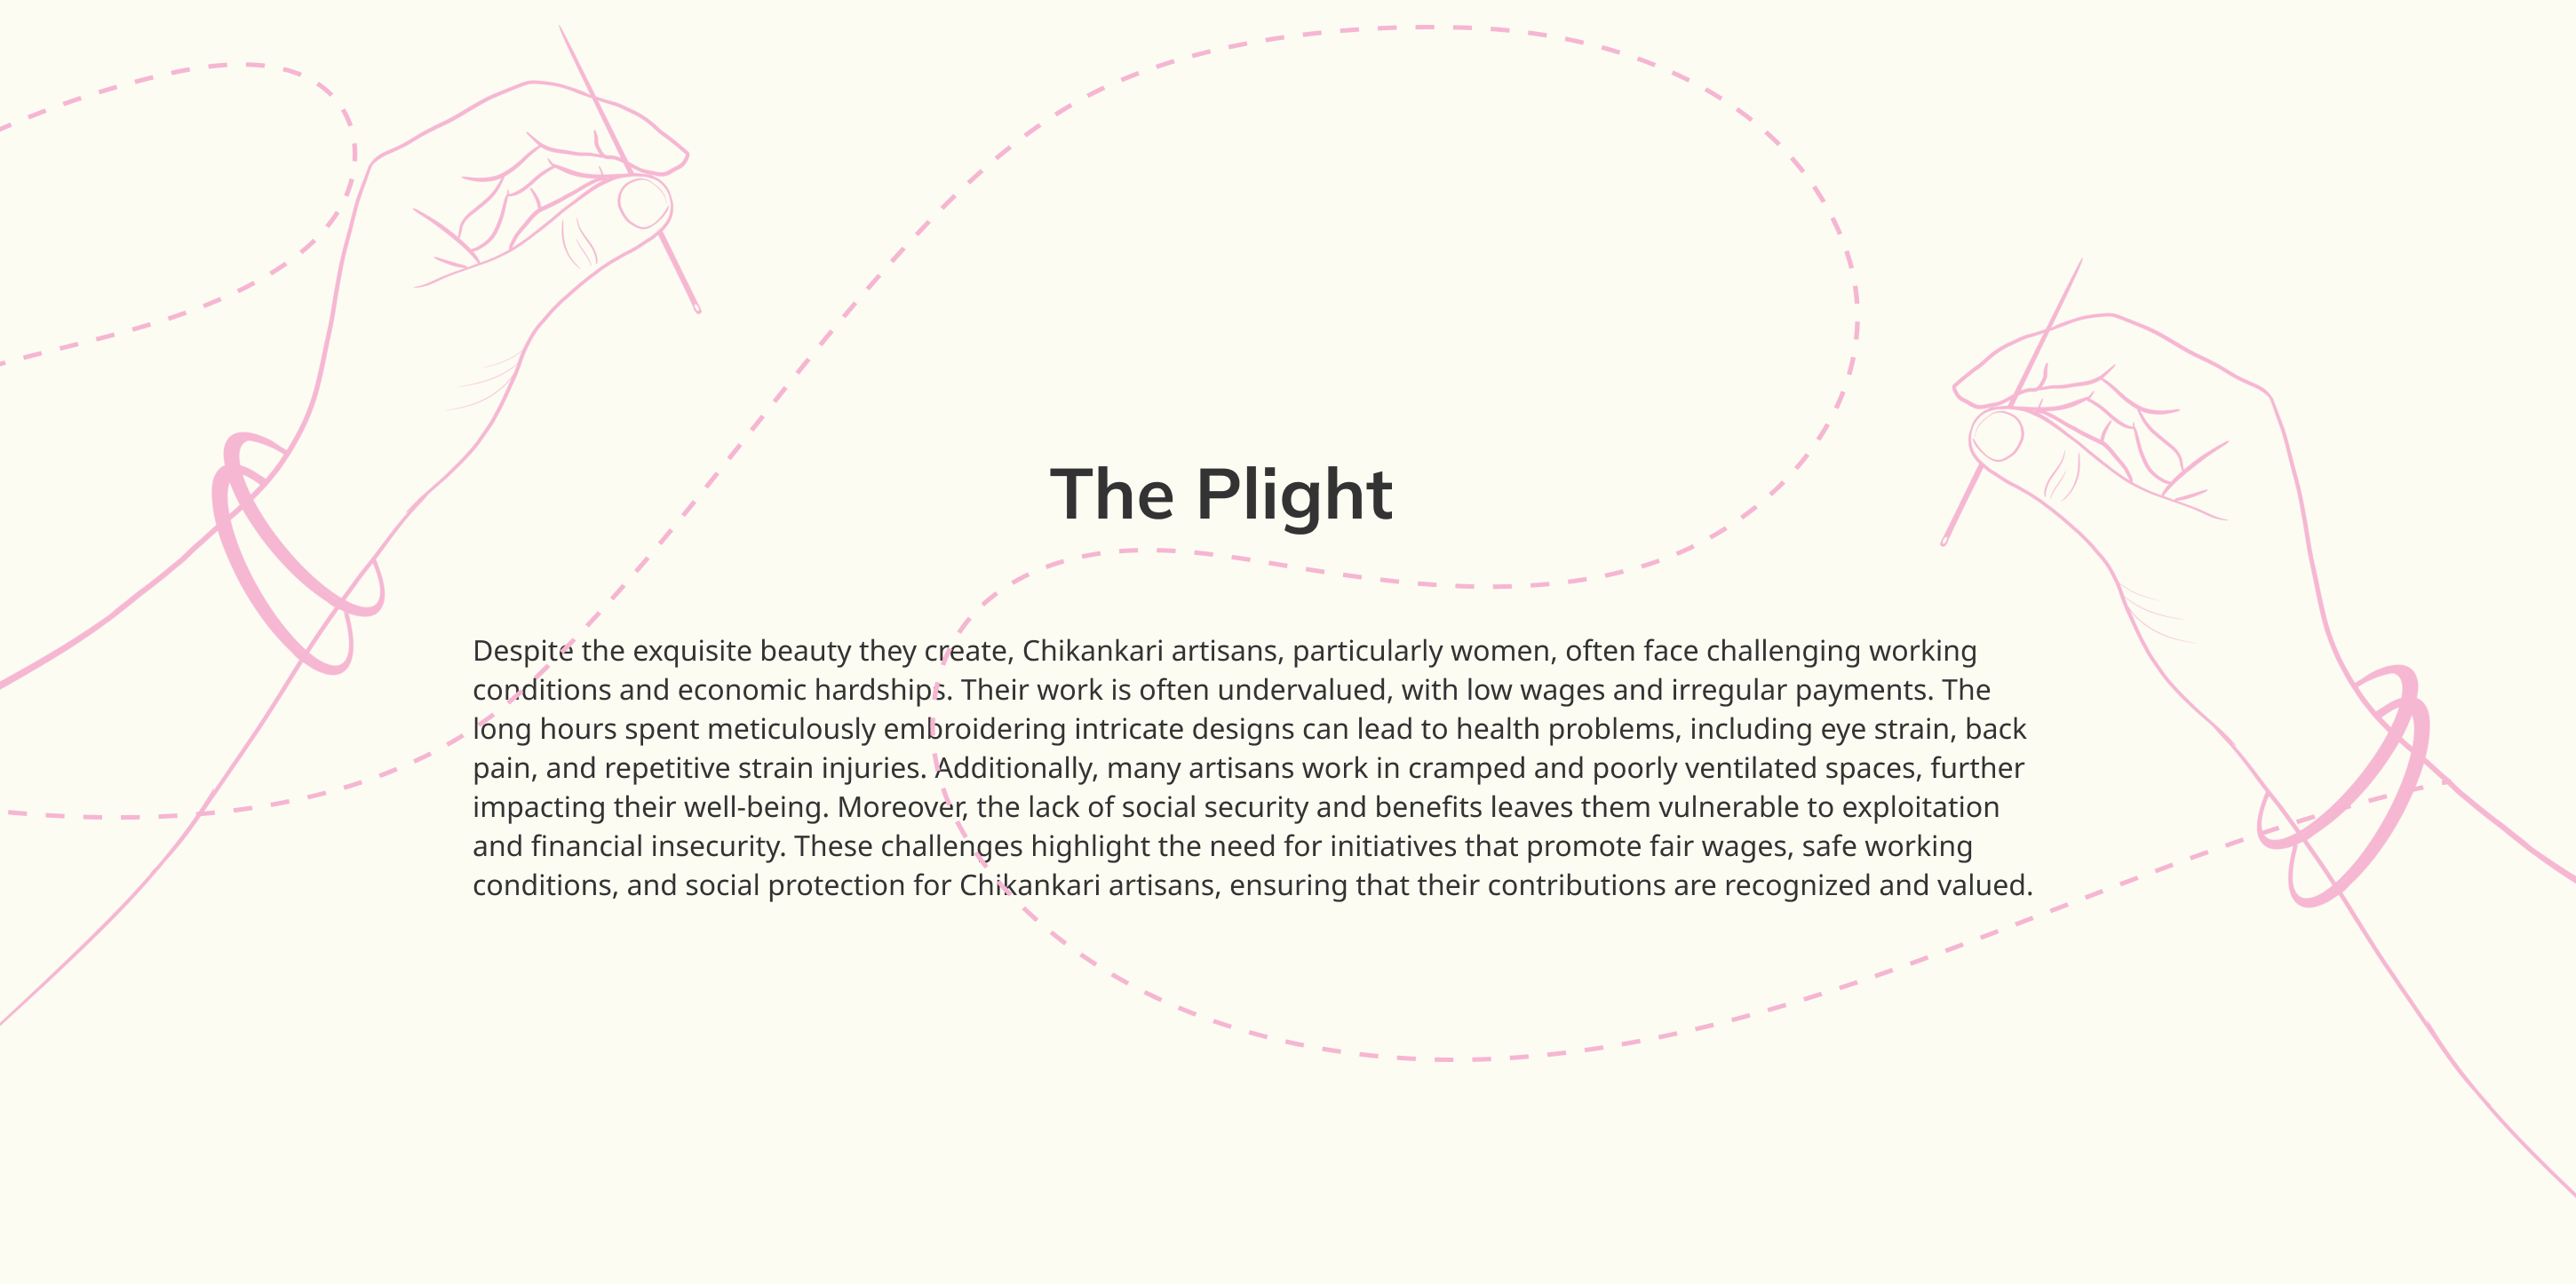 The Plight
Despite the exquisite beauty they create, Chikankari artisans, particularly women, often face challenging working
conditions and economic hardships. Their work is often undervalued, with low wages and irregular payments. The
long hours spent meticulously embroidering intricate designs can lead to health problems, including eye strain, back
pain, and repetitive strain injuries. Additionally, many artisans work in cramped and poorly ventilated spaces, further
impacting their well-being. Moreover, the lack of social security and benefits leaves them vulnerable to exploitation
and financial insecurity. These challenges highlight the need for initiatives that promote fair wages, safe working
conditions, and social protection for Chikankari artisans, ensuring that their contributions are recognized and valued.